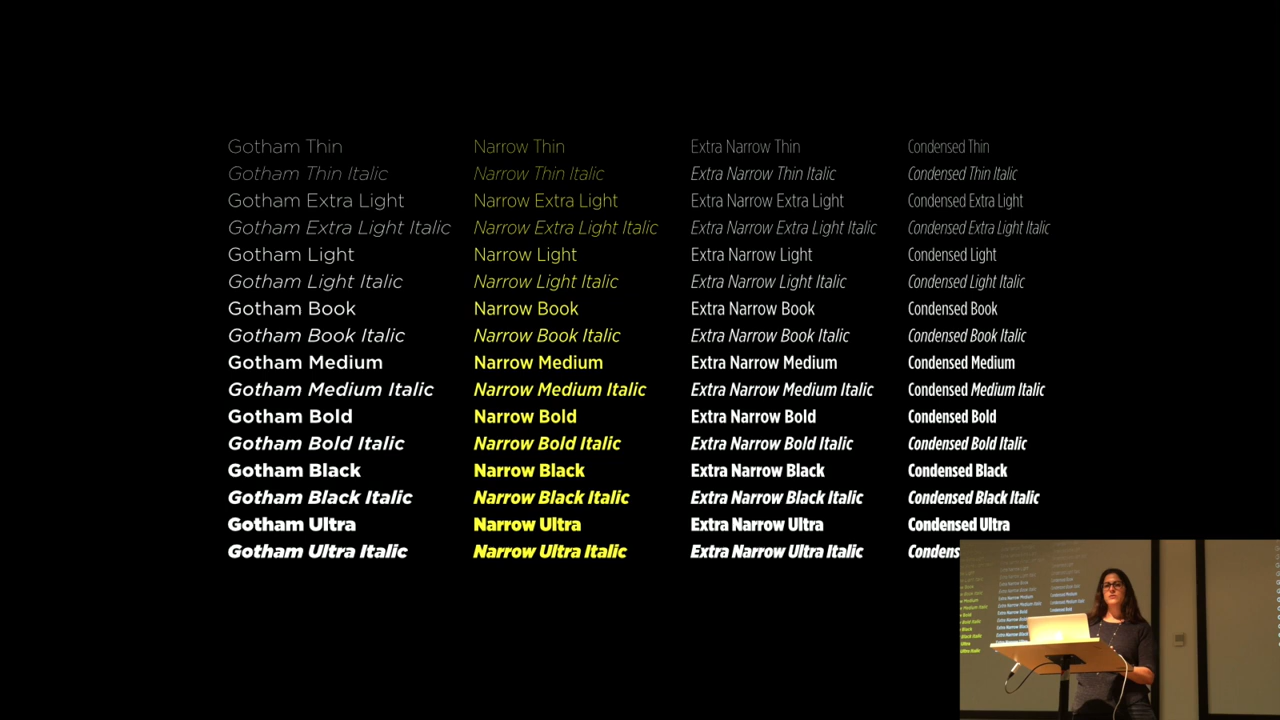 Gotham Thin
Gotham Thin Italic
Gotham Extra Light
Gotham Extra Light Italic
Gotham Light
Gotham Light Italic
Gotham Book
Gotham Book Italic
Gotham Medium
Gotham Medium Italic
Gotham Bold
Gotham Bold Italic
Gotham Black
Gotham Black Italic
Gotham Ultra
Gotham Ultra Italic
Narrow Thin
Narrow Thin Italic
Narrow Extra Light
Narrow Extra Light Italic
Narrow Light
Narrow Light Italic
Narrow Book
Narrow Book Italic
Narrow Medium
Narrow Medium Italic
Narrow Bold
Narrow Bold Italic
Narrow Black
Narrow Black Italic
Narrow Ultra
Narrow Ultra Italic
Extra Narrow Thin
Extra Narrow Thin Italic
Extra Narrow Extra Light
Extra Narrow Extra Light Italic
Extra Narrow Light
Extra Narrow Light Italic
Extra Narrow Book
Extra Narrow Book Italic
Extra Narrow Medium
Extra Narrow Medium Italic
Extra Narrow Bold
Extra Narrow Bold Italic
Extra Narrow Black
Extra Narrow Black Italic
Extra Narrow Ultra
Extra Narrow Ultra Italic
Condensed Thin
Condensed Thin Italic
Condensed Extra Light
Condensed Extra Light Italic
Condensed Light
Condensed Light Italic
Condensed Book
Condensed Book Italic
Condensed Medium
Condensed Medium Italic
Condensed Bold
Condensed Bold Italic
Condensed Black
Condensed Black Italic
Condensed Ultra
Condens